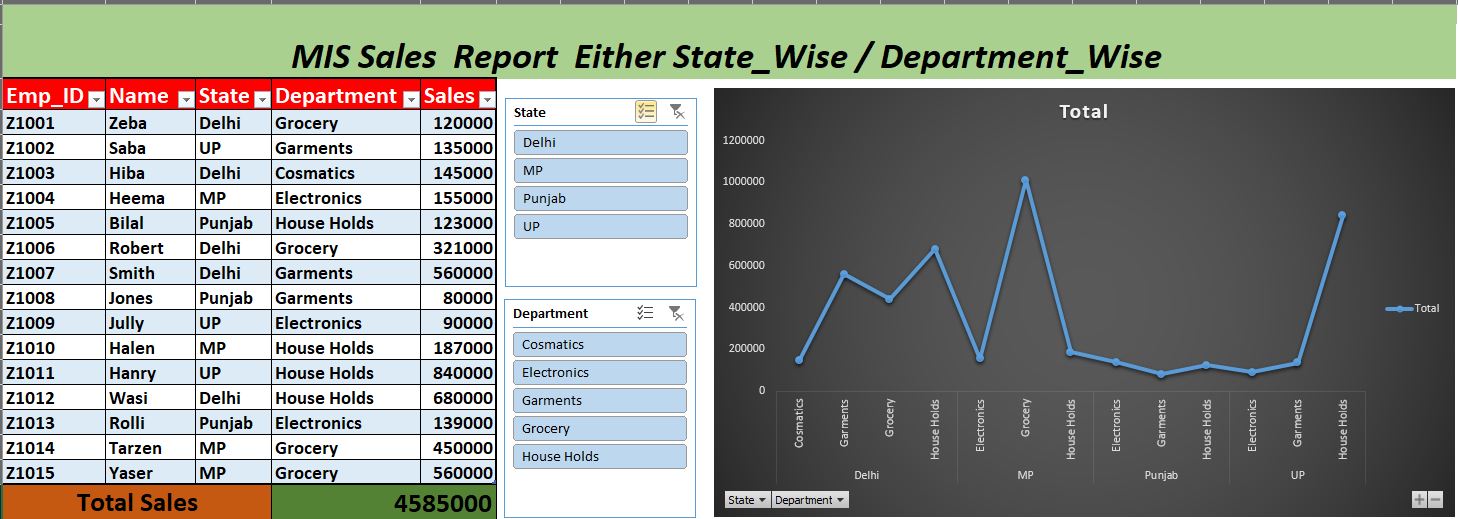 MIS Sales  Report  Either State_Wise / Department_Wise
Emp_ID Name State Department Sales
Z1001 Zeba Delhi Grocery 120000
Z1002 Saba UP Garments 135000
Z1003 Hiba Delhi Cosmatics 145000
Z1004 Heema MP Electronics 155000
Z1005 Bilal Punjab House Holds 123000
Z1006 Robert Delhi Grocery 321000
Z1007 Smith Delhi Garments 560000
Z1008 Jones Punjab Garments 80000
Z1009 Jully UP Electronics 90000
Z1010 Halen MP House Holds 187000
Z1011 Hanry UP House Holds 840000
Z1012 Wasi Delhi House Holds 680000
Z1013 Rolli Punjab Electronics 139000
Z1014 Tarzen MP Grocery 450000
Z1015 Yaser MP Grocery 560000
Total Sales 4585000
State
Delhi
MP
Punjab
UP
Department
Cosmatics
Electronics
Garments
Grocery
House Holds
Total
1200000
1000000
800000
600000
400000
200000
0
Cosmatics Garments Grocery House Holds Electronics Grocery House Holds Electronics Garments House Holds Electronics Garments House Holds
Delhi MP Punjab UP
Total
State Department